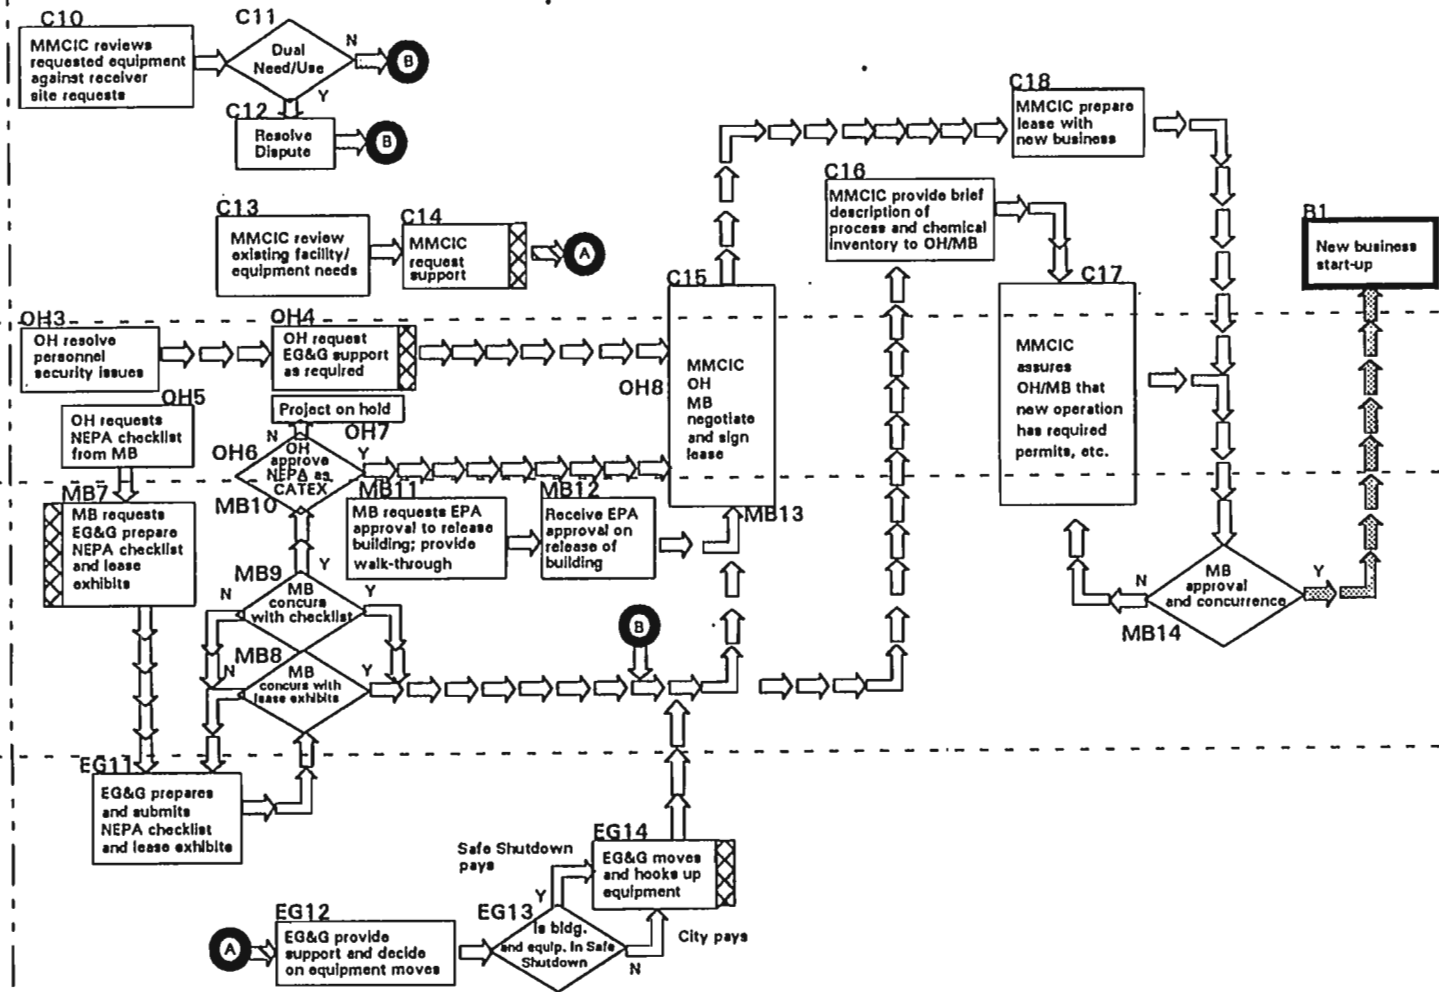 C10
MMCIC reviews
requested equipment
against receiver
site requests
C11
Dual
Need/Use
N
B
Y
C12
Resolve
Dispute
B
C13
MMCIC review
existing facility/
equipment needs
C14
MMCIC
request
support
A
C18
MMCIC prepare
lease with
new business
C16
MMCIC provide brief
description of
process and chemical
inventory to OH/MB
B1
New business
start-up
C15
MMCIC
OH
MB
negotiate
and sign
lease
OH8
MB13
C17
MMCIC
assures
OH/MB that
new operation
has required
permits, etc.
OH3
OH resolve
personnel
security issues
OH4
OH request
EG&G support
as required
OH5
OH requests
NEPA checklist
from MB
Project on hold
OH7
N
OH6
OH
approve
NEPA as
CATEX
Y
MB10
MB7
MB requests
EG&G prepare
NEPA checklist
and lease
exhibits
MB11
MB requests EPA
approval to release
building; provide
walk-through
MB12
Receive EPA
approval on
release of
building
MB9
Y
N
MB
concurs
with checklist
Y
MB8
N
MB
concurs with
lease exhibits
Y
B
N
MB
approval
and concurrence
Y
MB14
EG11
EG&G prepares
and submits
NEPA checklist
and lease exhibits
Safe Shutdown
pays
EG14
EG&G moves
and hooks up
equipment
A
EG12
EG&G provide
support and decide
on equipment moves
EG13
Y
Is bldg.
and equip. in Safe
Shutdown
N
City pays